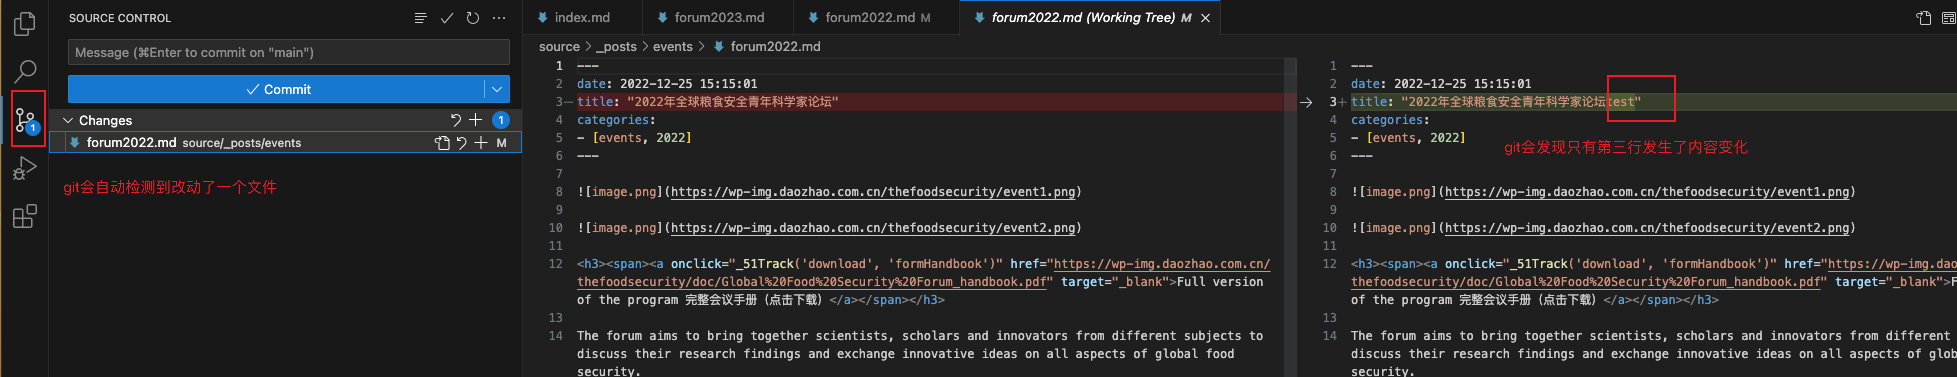 SOURCE CONTROL
Message (⌘Enter to commit on "main")
Commit
Changes
1
forum2022.md source/_posts/events
M
1
git会自动检测到改动了一个文件
index.md
forum2023.md
forum2022.md M
forum2022.md (Working Tree) M
source > _posts > events > forum2022.md
1 ---
2 date: 2022-12-25 15:15:01
3 title: "2022年全球粮食安全青年科学家论坛"
4 categories:
5 - [events, 2022]
6 ---
7
8 ![image.png](https://wp-img.daozhao.com.cn/thefoodsecurity/event1.png)
9
10 ![image.png](https://wp-img.daozhao.com.cn/thefoodsecurity/event2.png)
11
12 <h3><span><a onclick="_51Track('download', 'formHandbook')" href="https://wp-img.daozhao.com.cn/
thefoodsecurity/doc/Global%20Food%20Security%20Forum_handbook.pdf" target="_blank">Full version
of the program 完整会议手册（点击下载）</a></span></h3>
13
14 The forum aims to bring together scientists, scholars and innovators from different subjects to
discuss their research findings and exchange innovative ideas on all aspects of global food
security.
1 ---
2 date: 2022-12-25 15:15:01
3 title: "2022年全球粮食安全青年科学家论坛test"
4 categories:
5 - [events, 2022]
6 ---
git会发现只有第三行发生了内容变化
7
8 ![image.png](https://wp-img.daozhao.com.cn/thefoodsecurity/event1.png)
9
10 ![image.png](https://wp-img.daozhao.com.cn/thefoodsecurity/event2.png)
11
12 <h3><span><a onclick="_51Track('download', 'formHandbook')" href="https://wp-img.dao
thefoodsecurity/doc/Global%20Food%20Security%20Forum_handbook.pdf" target="_blank">F
of the program 完整会议手册（点击下载）</a></span></h3>
13
14 The forum aims to bring together scientists, scholars and innovators from different
discuss their research findings and exchange innovative ideas on all aspects of glob
security.